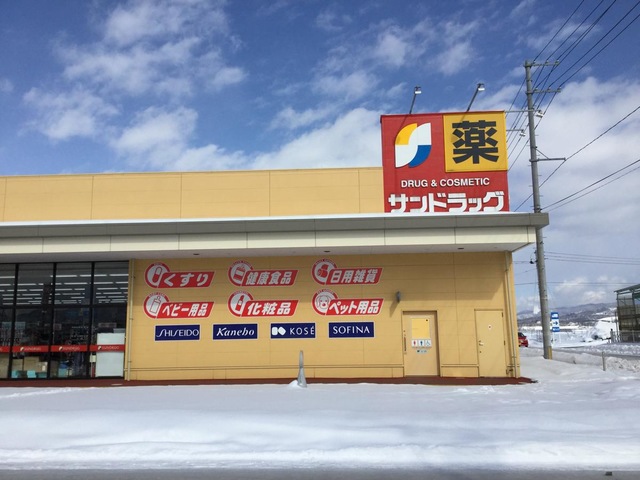 薬
DRUG & COSMETIC
サンドラッグ
くすり
健康食品
日用雑貨
ベビー用品
化粧品
ペット用品
SHISEIDO
Kanebo
KOSÉ
SOFINA